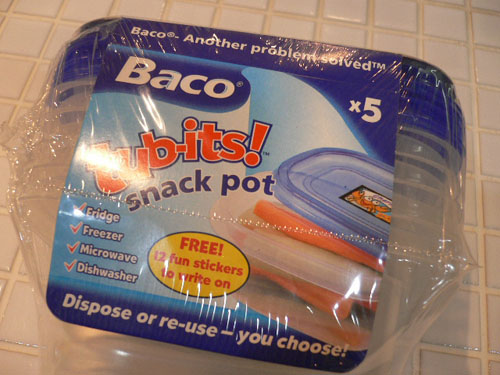 Baco®- Another problem solved™
Baco®
x5
tub-its!™
snack pot
Fridge
Freezer
Microwave
Dishwasher
FREE!
12 fun stickers
to write on
Dispose or re-use – you choose!